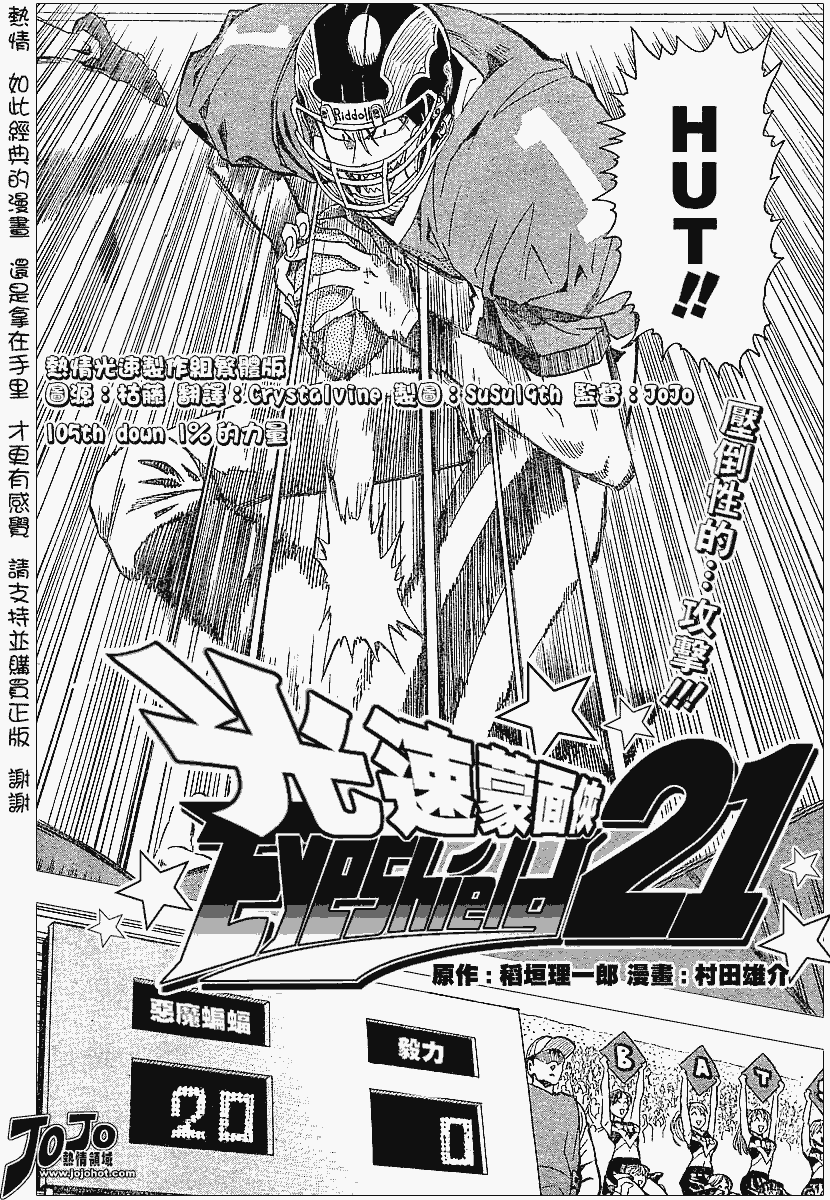 熱情 如此經典的漫畫 還是拿在手里 才更有感覺 請支持並購買正版 謝謝
1
Riddell
1
HUT!!
熱情光速製作組繁體版
圖源：枯藤 翻譯：Crystalvine 製圖：SuSu19th 監督：JoJo
105th down 1% 的力量
壓倒性的…攻擊!!!
光速蒙面俠21
Eyeshield
原作：稻垣理一郎 漫畫：村田雄介
惡魔蝙蝠
毅力
20
0
B A T
JOJO
熱情領域
www.jojohot.com